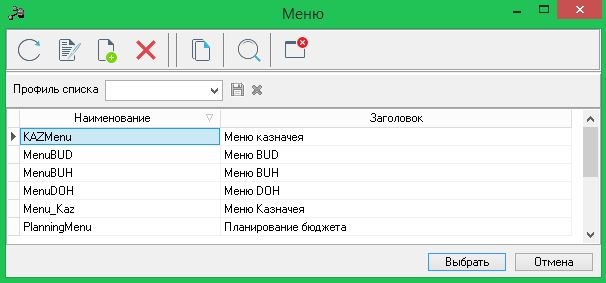 Меню
Профиль списка
Наименование Заголовок
KAZMenu Меню казначея
MenuBUD Меню BUD
MenuBUH Меню BUH
MenuDOH Меню DOH
Menu_Kaz Меню Казначея
PlanningMenu Планирование бюджета
Выбрать Отмена